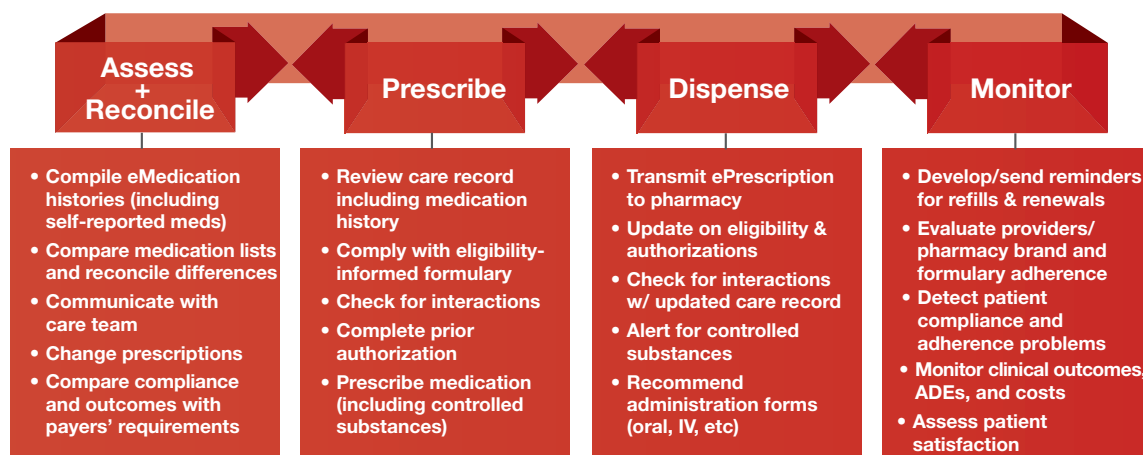 Assess
+
Reconcile
• Compile eMedication
histories (including
self-reported meds)
• Compare medication lists
and reconcile differences
• Communicate with
care team
• Change prescriptions
• Compare compliance
and outcomes with
payers’ requirements
Prescribe
• Review care record
including medication
history
• Comply with eligibility-
informed formulary
• Check for interactions
• Complete prior
authorization
• Prescribe medication
(including controlled
substances)
Dispense
• Transmit ePrescription
to pharmacy
• Update on eligibility &
authorizations
• Check for interactions
w/ updated care record
• Alert for controlled
substances
• Recommend
administration forms
(oral, IV, etc)
Monitor
• Develop/send reminders
for refills & renewals
• Evaluate providers/
pharmacy brand and
formulary adherence
• Detect patient
compliance and
adherence problems
• Monitor clinical outcomes,
ADEs, and costs
• Assess patient
satisfaction